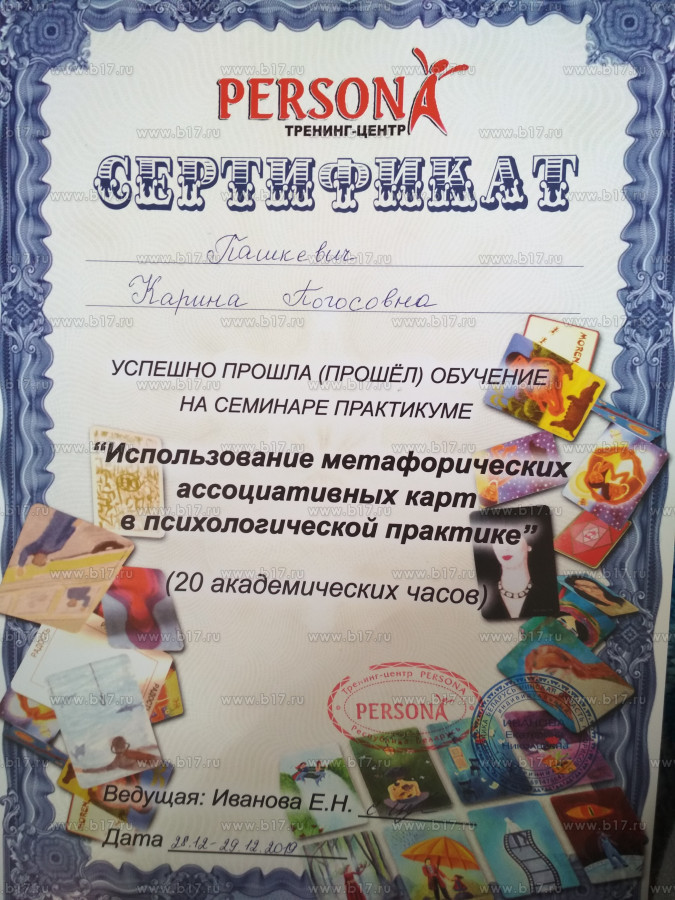 PERSONA
ТРЕНИНГ-ЦЕНТР
СЕРТИФИКАТ
Пашкевич
Карина Погосовна
УСПЕШНО ПРОШЛА (ПРОШЁЛ) ОБУЧЕНИЕ
НА СЕМИНАРЕ ПРАКТИКУМЕ
“Использование метафорических
ассоциативных карт
в психологической практике”
(20 академических часов)
Тренинг-центр PERSONA
PERSONA
Ведущая: Иванова Е.Н.
Дата 28.12-29.12.2019
www.b17.ru